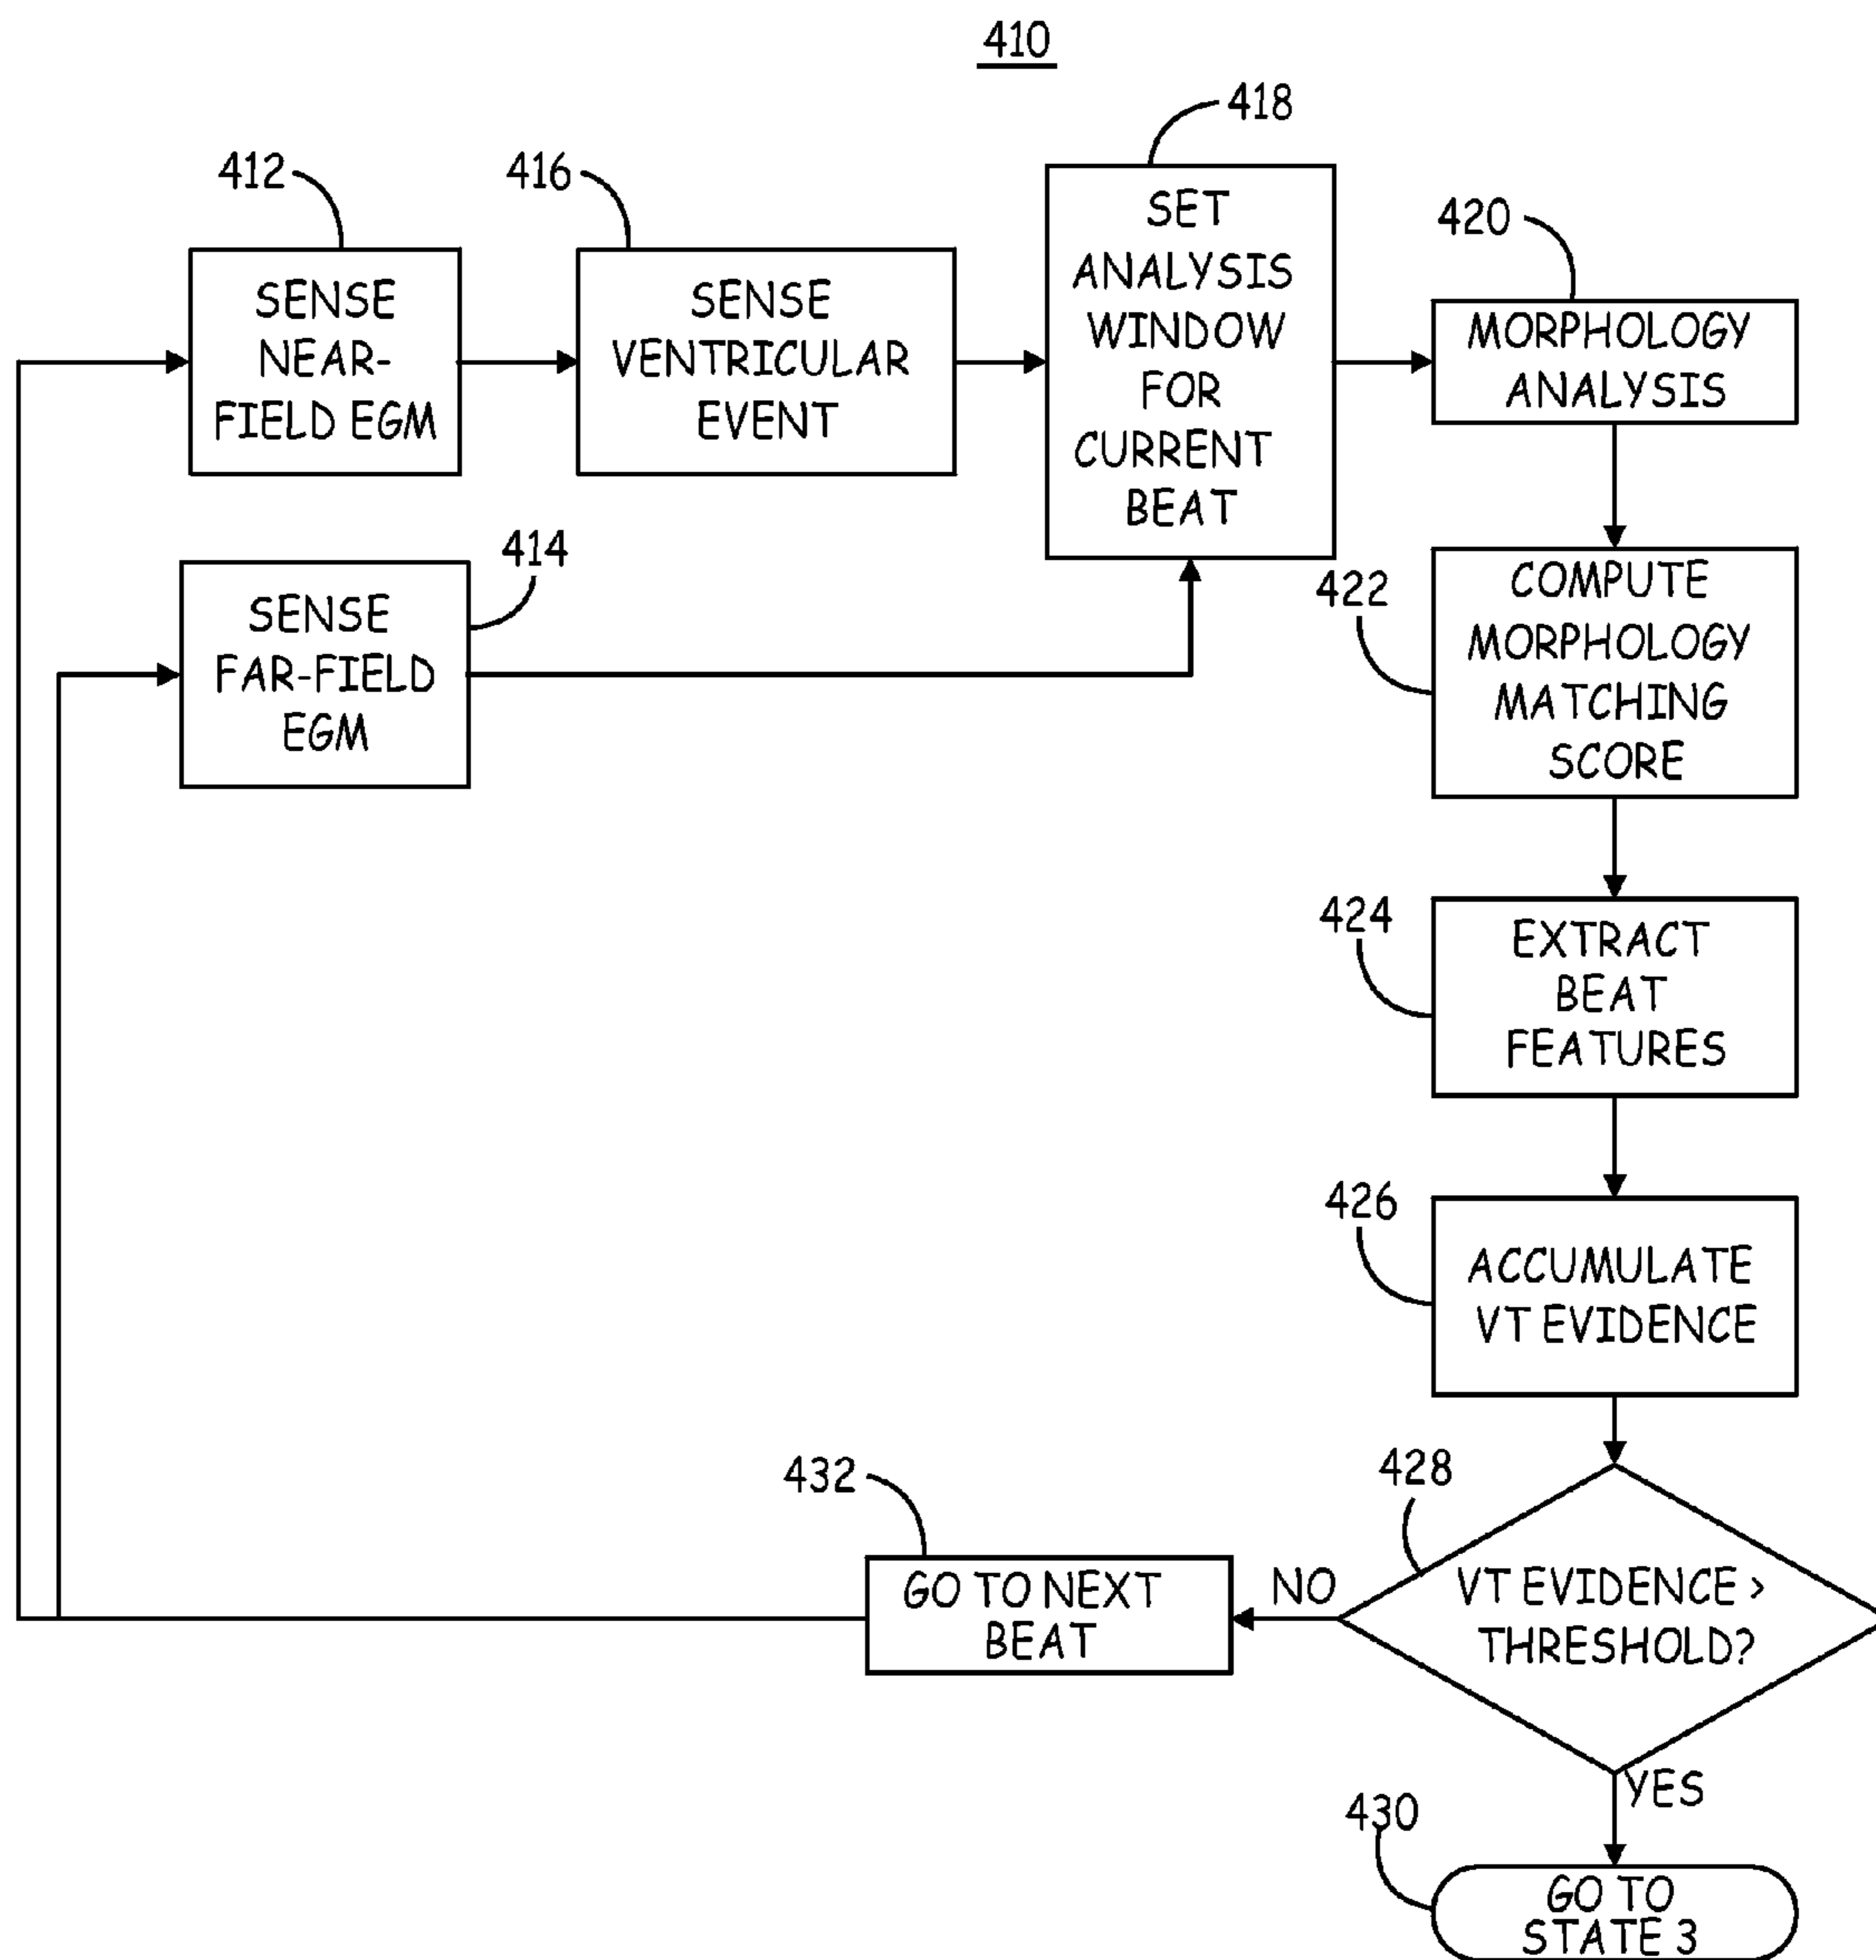 410
412
SENSE
NEAR-
FIELD EGM
416
SENSE
VENTRICULAR
EVENT
418
SET
ANALYSIS
WINDOW
FOR
CURRENT
BEAT
420
MORPHOLOGY
ANALYSIS
414
SENSE
FAR-FIELD
EGM
422
COMPUTE
MORPHOLOGY
MATCHING
SCORE
424
EXTRACT
BEAT
FEATURES
426
ACCUMULATE
VT EVIDENCE
428
VT EVIDENCE >
THRESHOLD?
NO
432
GO TO NEXT
BEAT
YES
430
GO TO
STATE 3